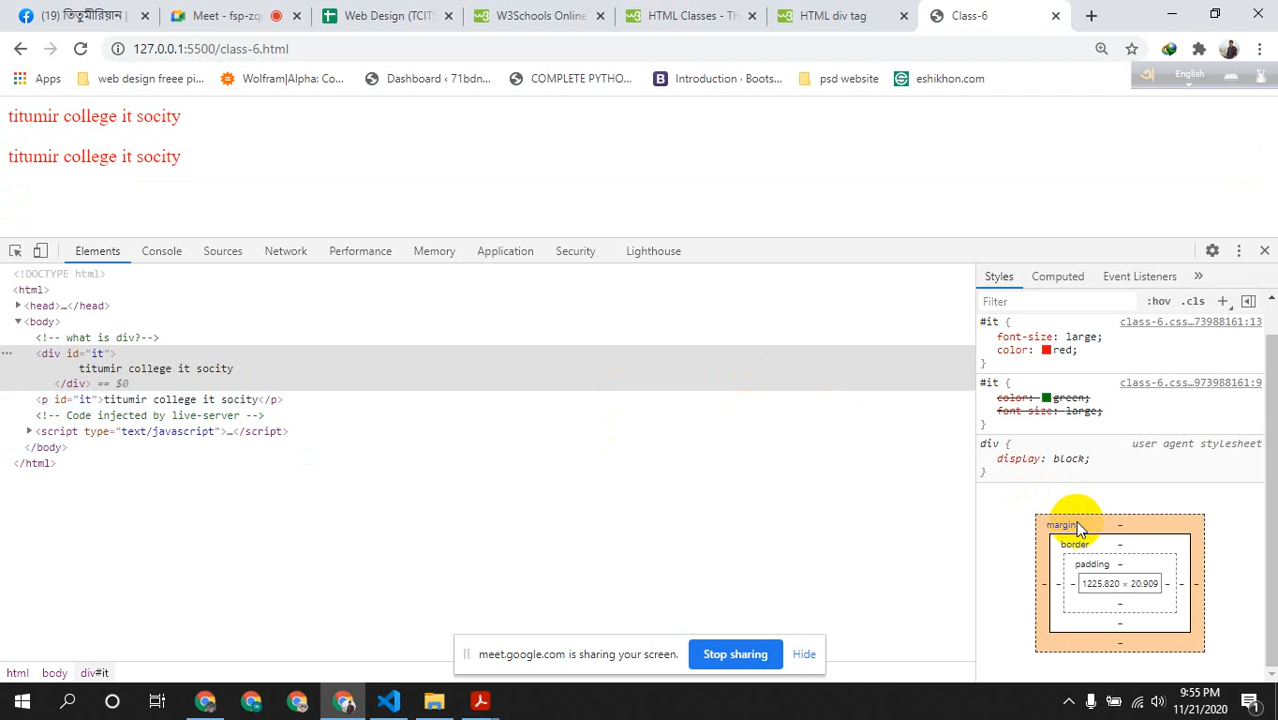 (19) তিতুমীরিয়ান
Meet - fsp-zqu
Web Design (TCITS
W3Schools Online
HTML Classes - Th
HTML div tag
Class-6
127.0.0.1:5500/class-6.html
Apps
web design freee pi...
Wolfram|Alpha: Co...
Dashboard ‹ 71bdn...
COMPLETE PYTHO...
Introduction · Boots...
psd website
eshikhon.com
English
titumir college it socity
titumir college it socity
Elements
Console
Sources
Network
Performance
Memory
Application
Security
Lighthouse
<!DOCTYPE html>
<html>
<head>…</head>
<body>
<!-- what is div?-->
<div id="it">
titumir college it socity
</div> == $0
<p id="it">titumir college it socity</p>
<!-- Code injected by live-server -->
<script type="text/javascript">…</script>
</body>
</html>
Styles
Computed
Event Listeners
Filter
:hov .cls
#it { class-6.css…73988161:13
font-size: large;
color: red;
}
#it { class-6.css…973988161:9
color: green;
font-size: large;
}
div { user agent stylesheet
display: block;
}
margin –
border –
padding –
– – – 1225.820 × 20.909 – – –
–
–
–
html body div#it
meet.google.com is sharing your screen. Stop sharing Hide
9:55 PM
11/21/2020
1